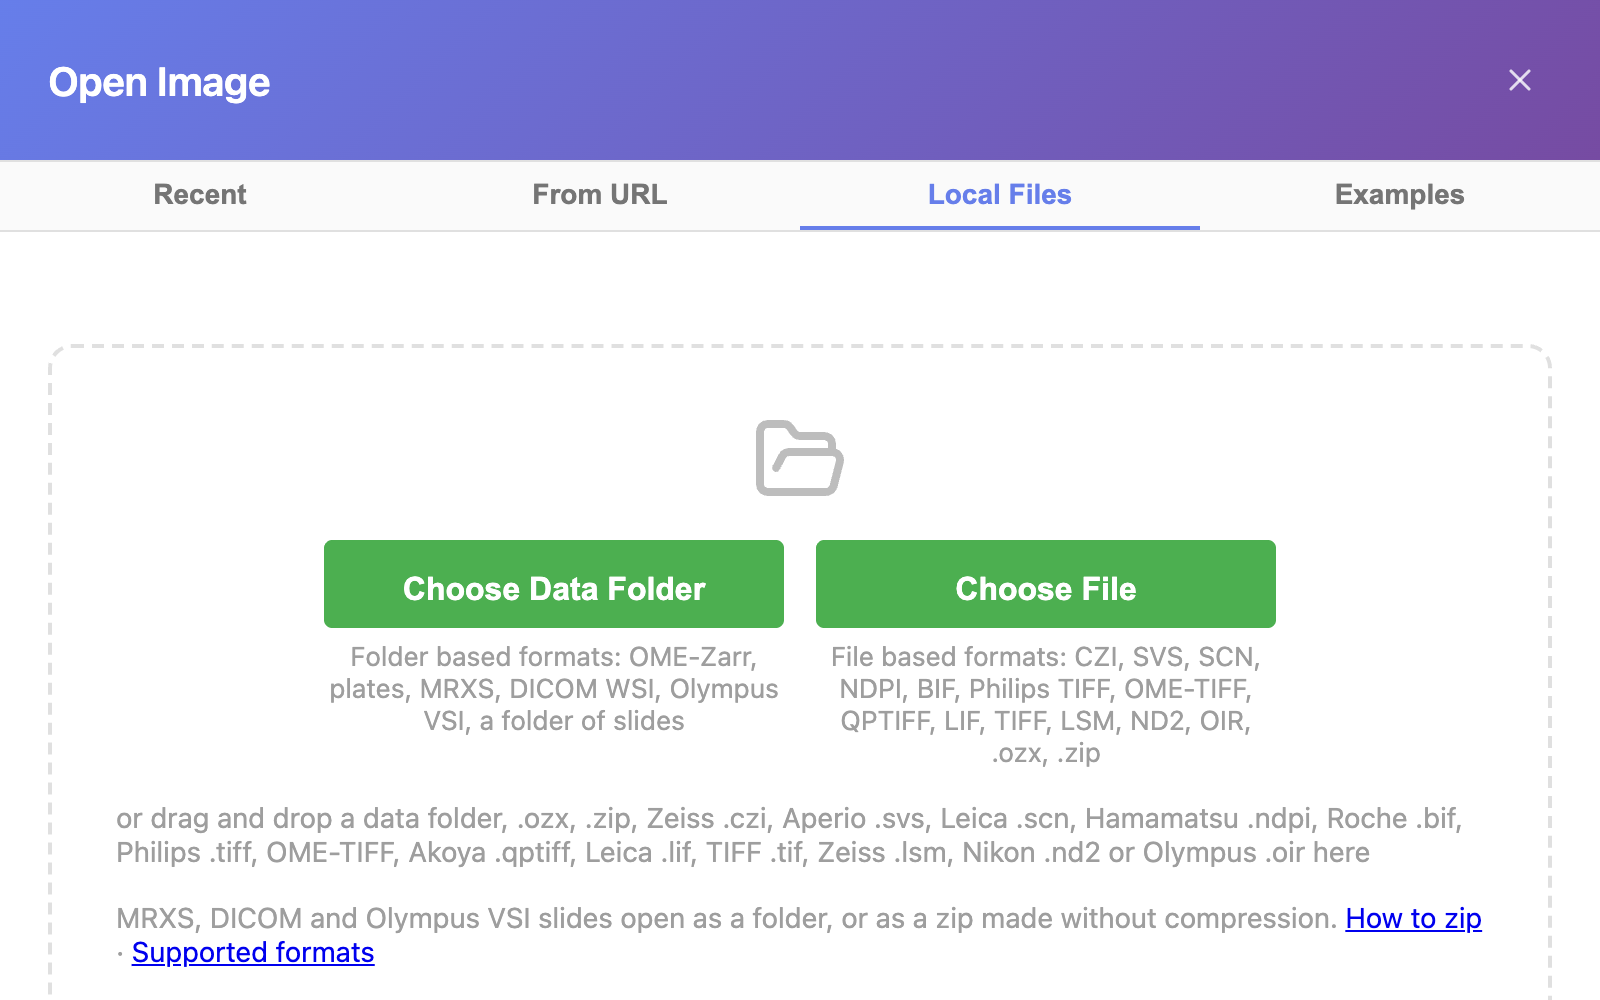 Open Image
Recent
From URL
Local Files
Examples
Choose Data Folder
Folder based formats: OME-Zarr,
plates, MRXS, DICOM WSI, Olympus
VSI, a folder of slides
Choose File
File based formats: CZI, SVS, SCN,
NDPI, BIF, Philips TIFF, OME-TIFF,
QPTIFF, LIF, TIFF, LSM, ND2, OIR,
.ozx, .zip
or drag and drop a data folder, .ozx, .zip, Zeiss .czi, Aperio .svs, Leica .scn, Hamamatsu .ndpi, Roche .bif,
Philips .tiff, OME-TIFF, Akoya .qptiff, Leica .lif, TIFF .tif, Zeiss .lsm, Nikon .nd2 or Olympus .oir here
MRXS, DICOM and Olympus VSI slides open as a folder, or as a zip made without compression. How to zip
· Supported formats